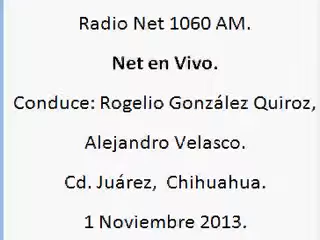 Radio Net 1060 AM.
Net en Vivo.
Conduce: Rogelio González Quiroz,
Alejandro Velasco.
Cd. Juárez, Chihuahua.
1 Noviembre 2013.